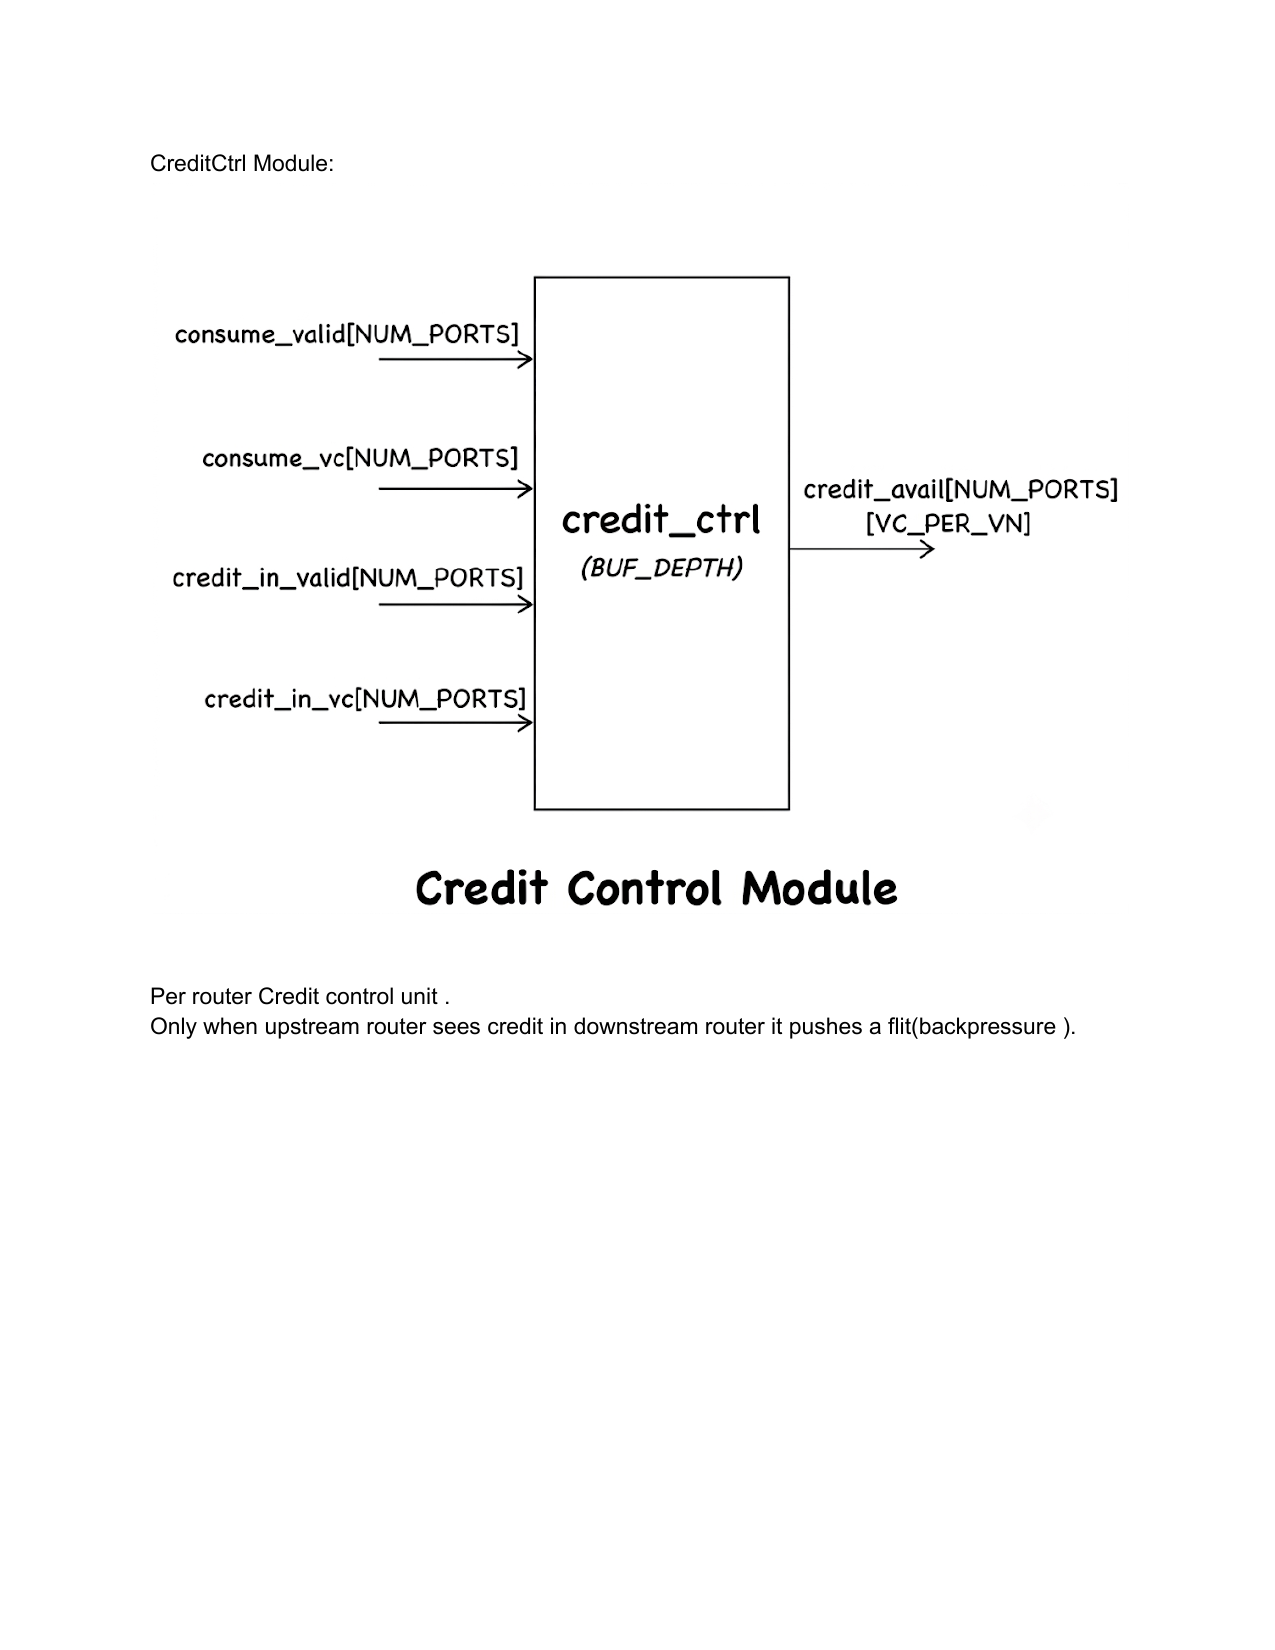 CreditCtrl Module:
consume_valid[NUM_PORTS]
consume_vc[NUM_PORTS]
credit_in_valid[NUM_PORTS]
credit_in_vc[NUM_PORTS]
credit_ctrl
(BUF_DEPTH)
credit_avail[NUM_PORTS]
[VC_PER_VN]
Credit Control Module
Per router Credit control unit .
Only when upstream router sees credit in downstream router it pushes a flit(backpressure ).